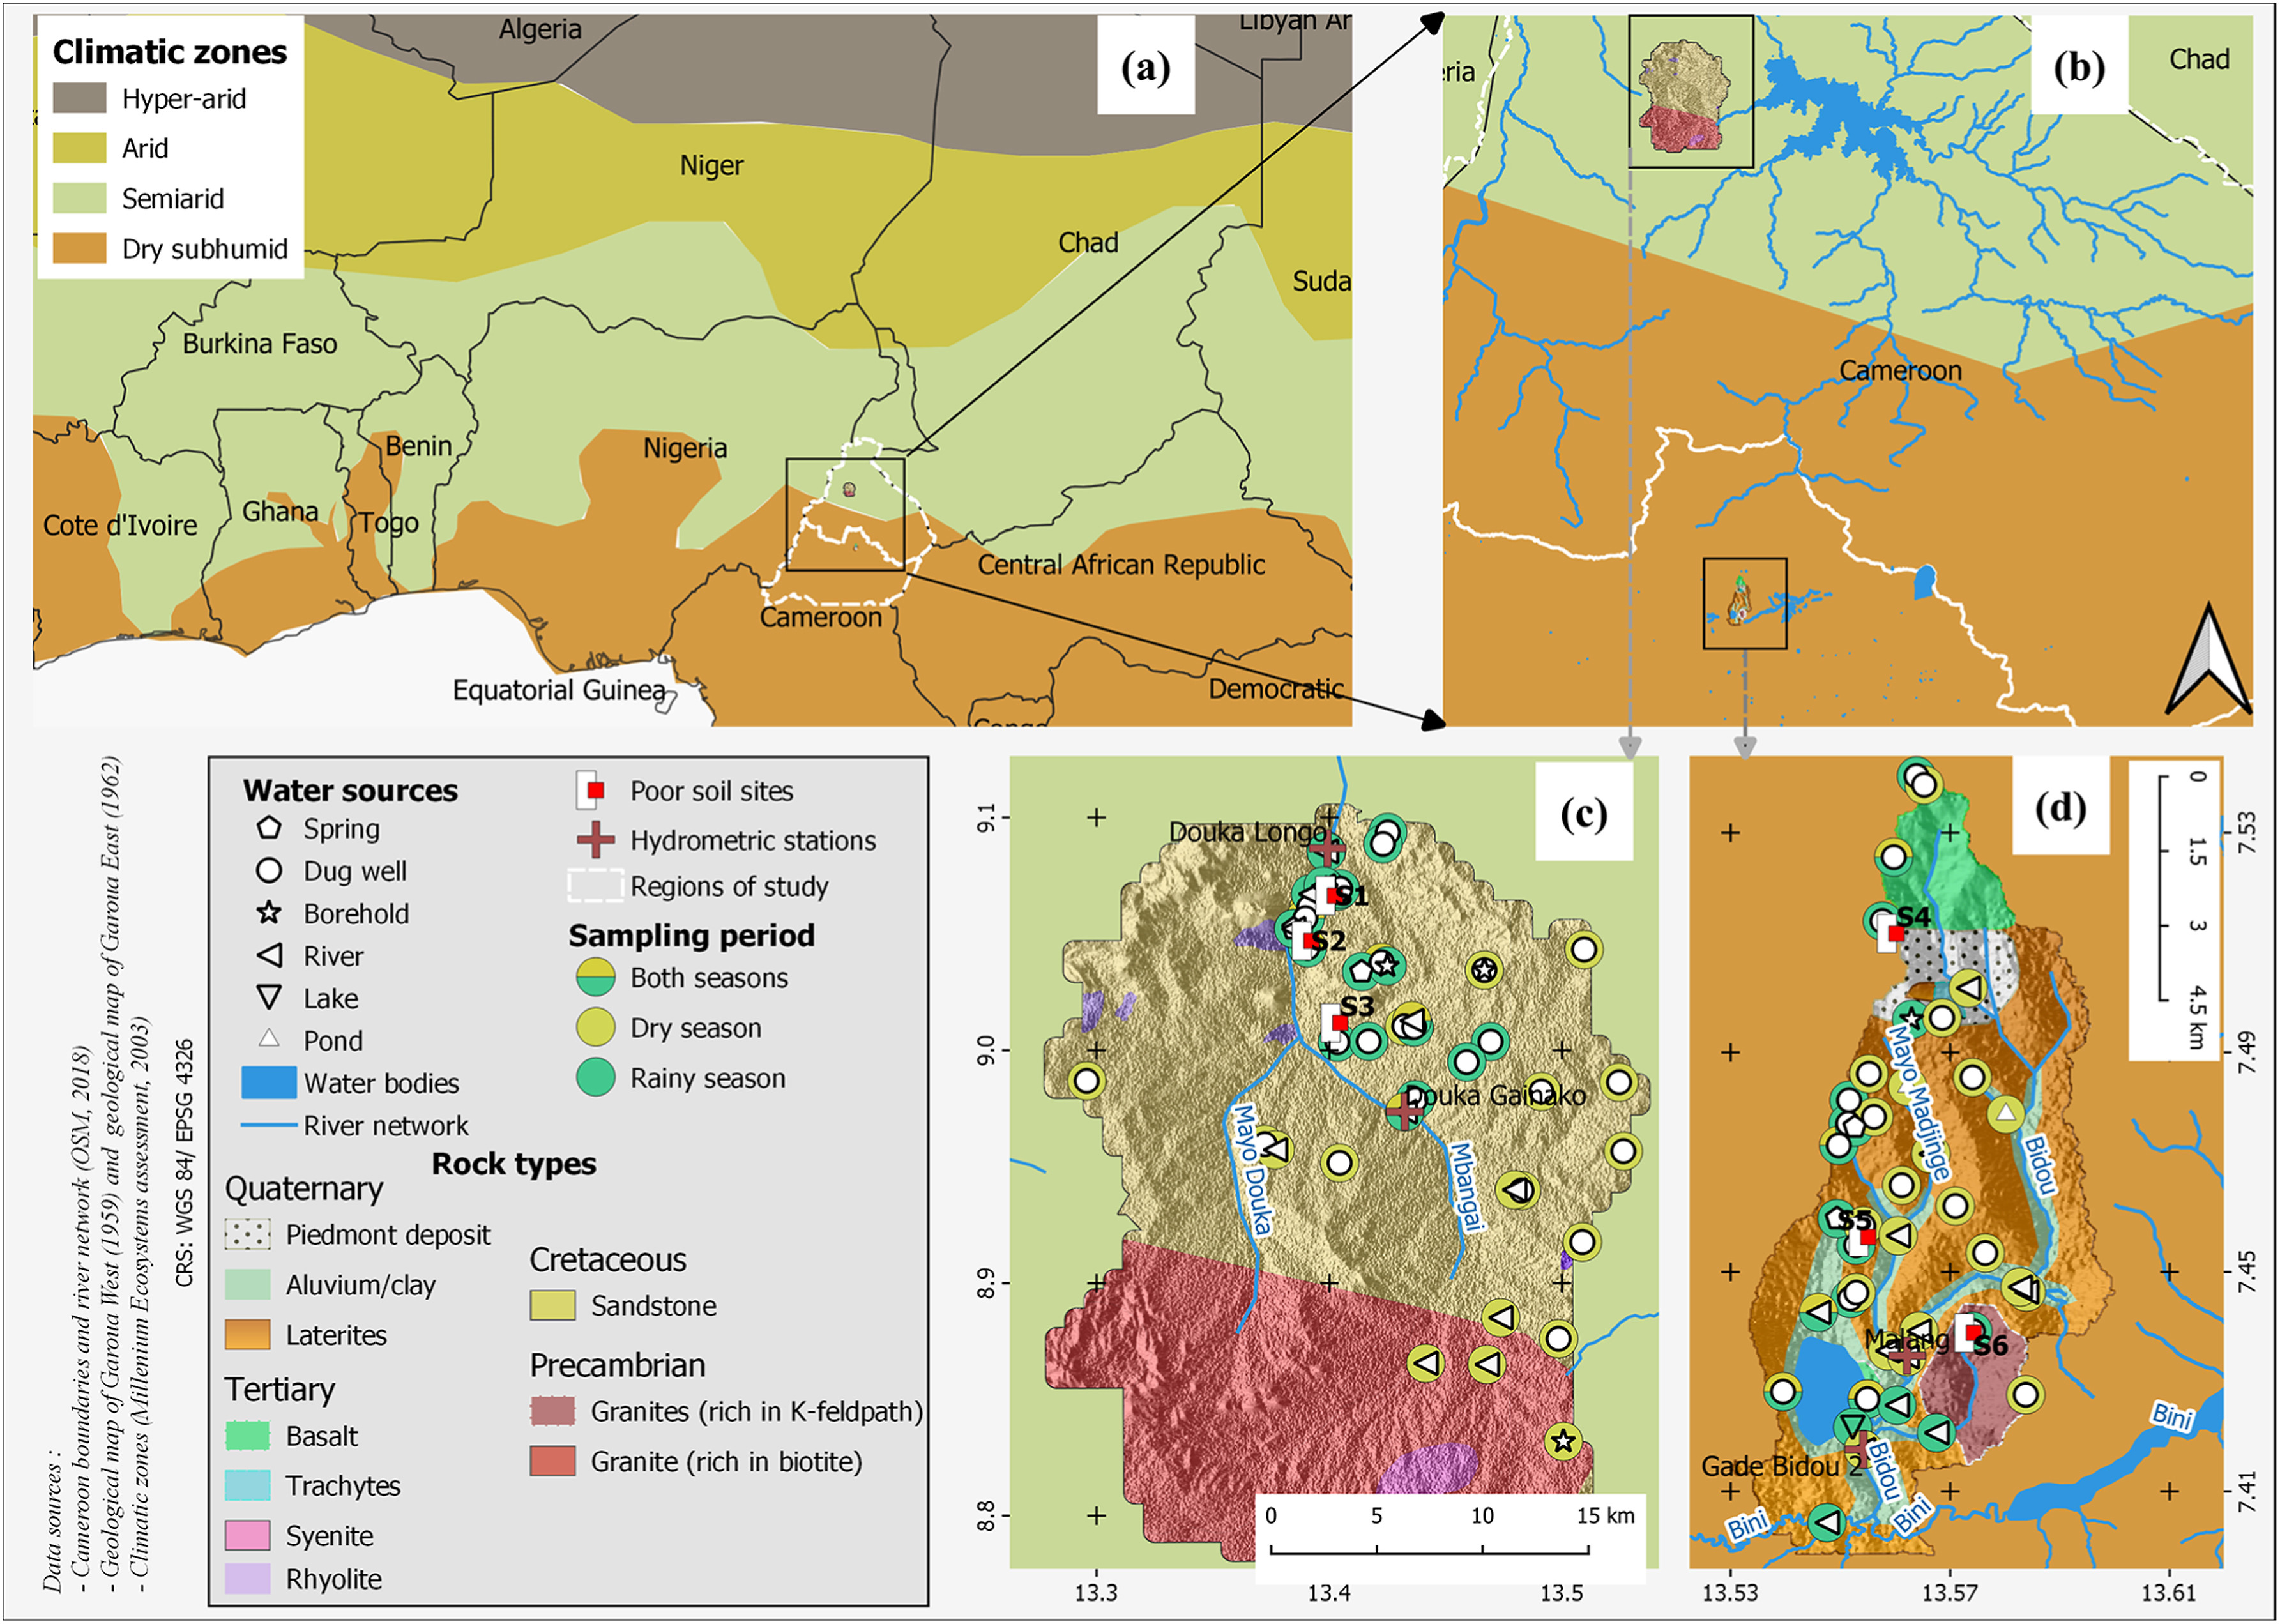 Climatic zones
Hyper-arid
Arid
Semiarid
Dry subhumid
Algeria
Libyan Ar
(a)
Niger
Chad
Suda
Burkina Faso
Benin
Nigeria
Cote d'Ivoire
Ghana
Togo
Central African Republic
Cameroon
Equatorial Guinea
Democratic
Congo
eria
(b)
Chad
Cameroon
Data sources :
- Cameroon boundaries and river network (OSM, 2018)
- Geological map of Garoua West (1959) and geological map of Garoua East (1962)
- Climatic zones (Millenium Ecosystems assessment, 2003)
CRS: WGS 84/ EPSG 4326
Water sources
Spring
Dug well
Borehold
River
Lake
Pond
Water bodies
River network
Poor soil sites
Hydrometric stations
Regions of study
Sampling period
Both seasons
Dry season
Rainy season
Rock types
Quaternary
Piedmont deposit
Aluvium/clay
Laterites
Tertiary
Basalt
Trachytes
Syenite
Rhyolite
Cretaceous
Sandstone
Precambrian
Granites (rich in K-feldpath)
Granite (rich in biotite)
(c)
9.1
9.0
8.9
8.8
Douka Longo
S1
S2
S3
Douka Gainako
Mayo Douka
Mbangai
0 5 10 15 km
13.3 13.4 13.5
(d)
0
1.5
3
4.5 km
7.53
7.49
7.45
7.41
S4
Mayo Madjinge
Bidou
S5
Malang
S6
Gade Bidou 2
Bidou
Bini
Bini
Bini
13.53 13.57 13.61